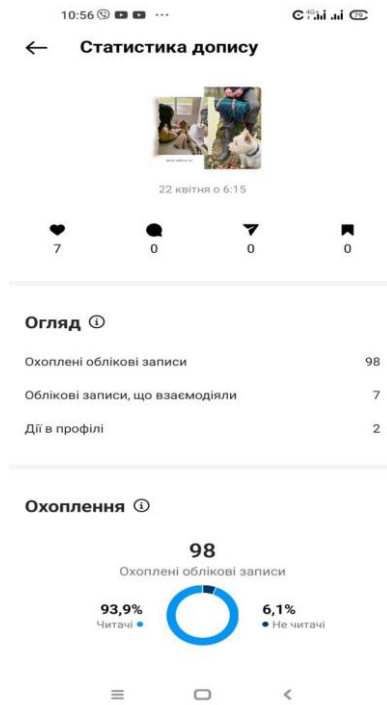 10:56
Статистика допису
22 квітня о 6:15
7 0 0 0
Огляд
Охоплені облікові записи 98
Облікові записи, що взаємодіяли 7
Дії в профілі 2
Охоплення
98
Охоплені облікові записи
93,9% 6,1%
Читачі Не читачі